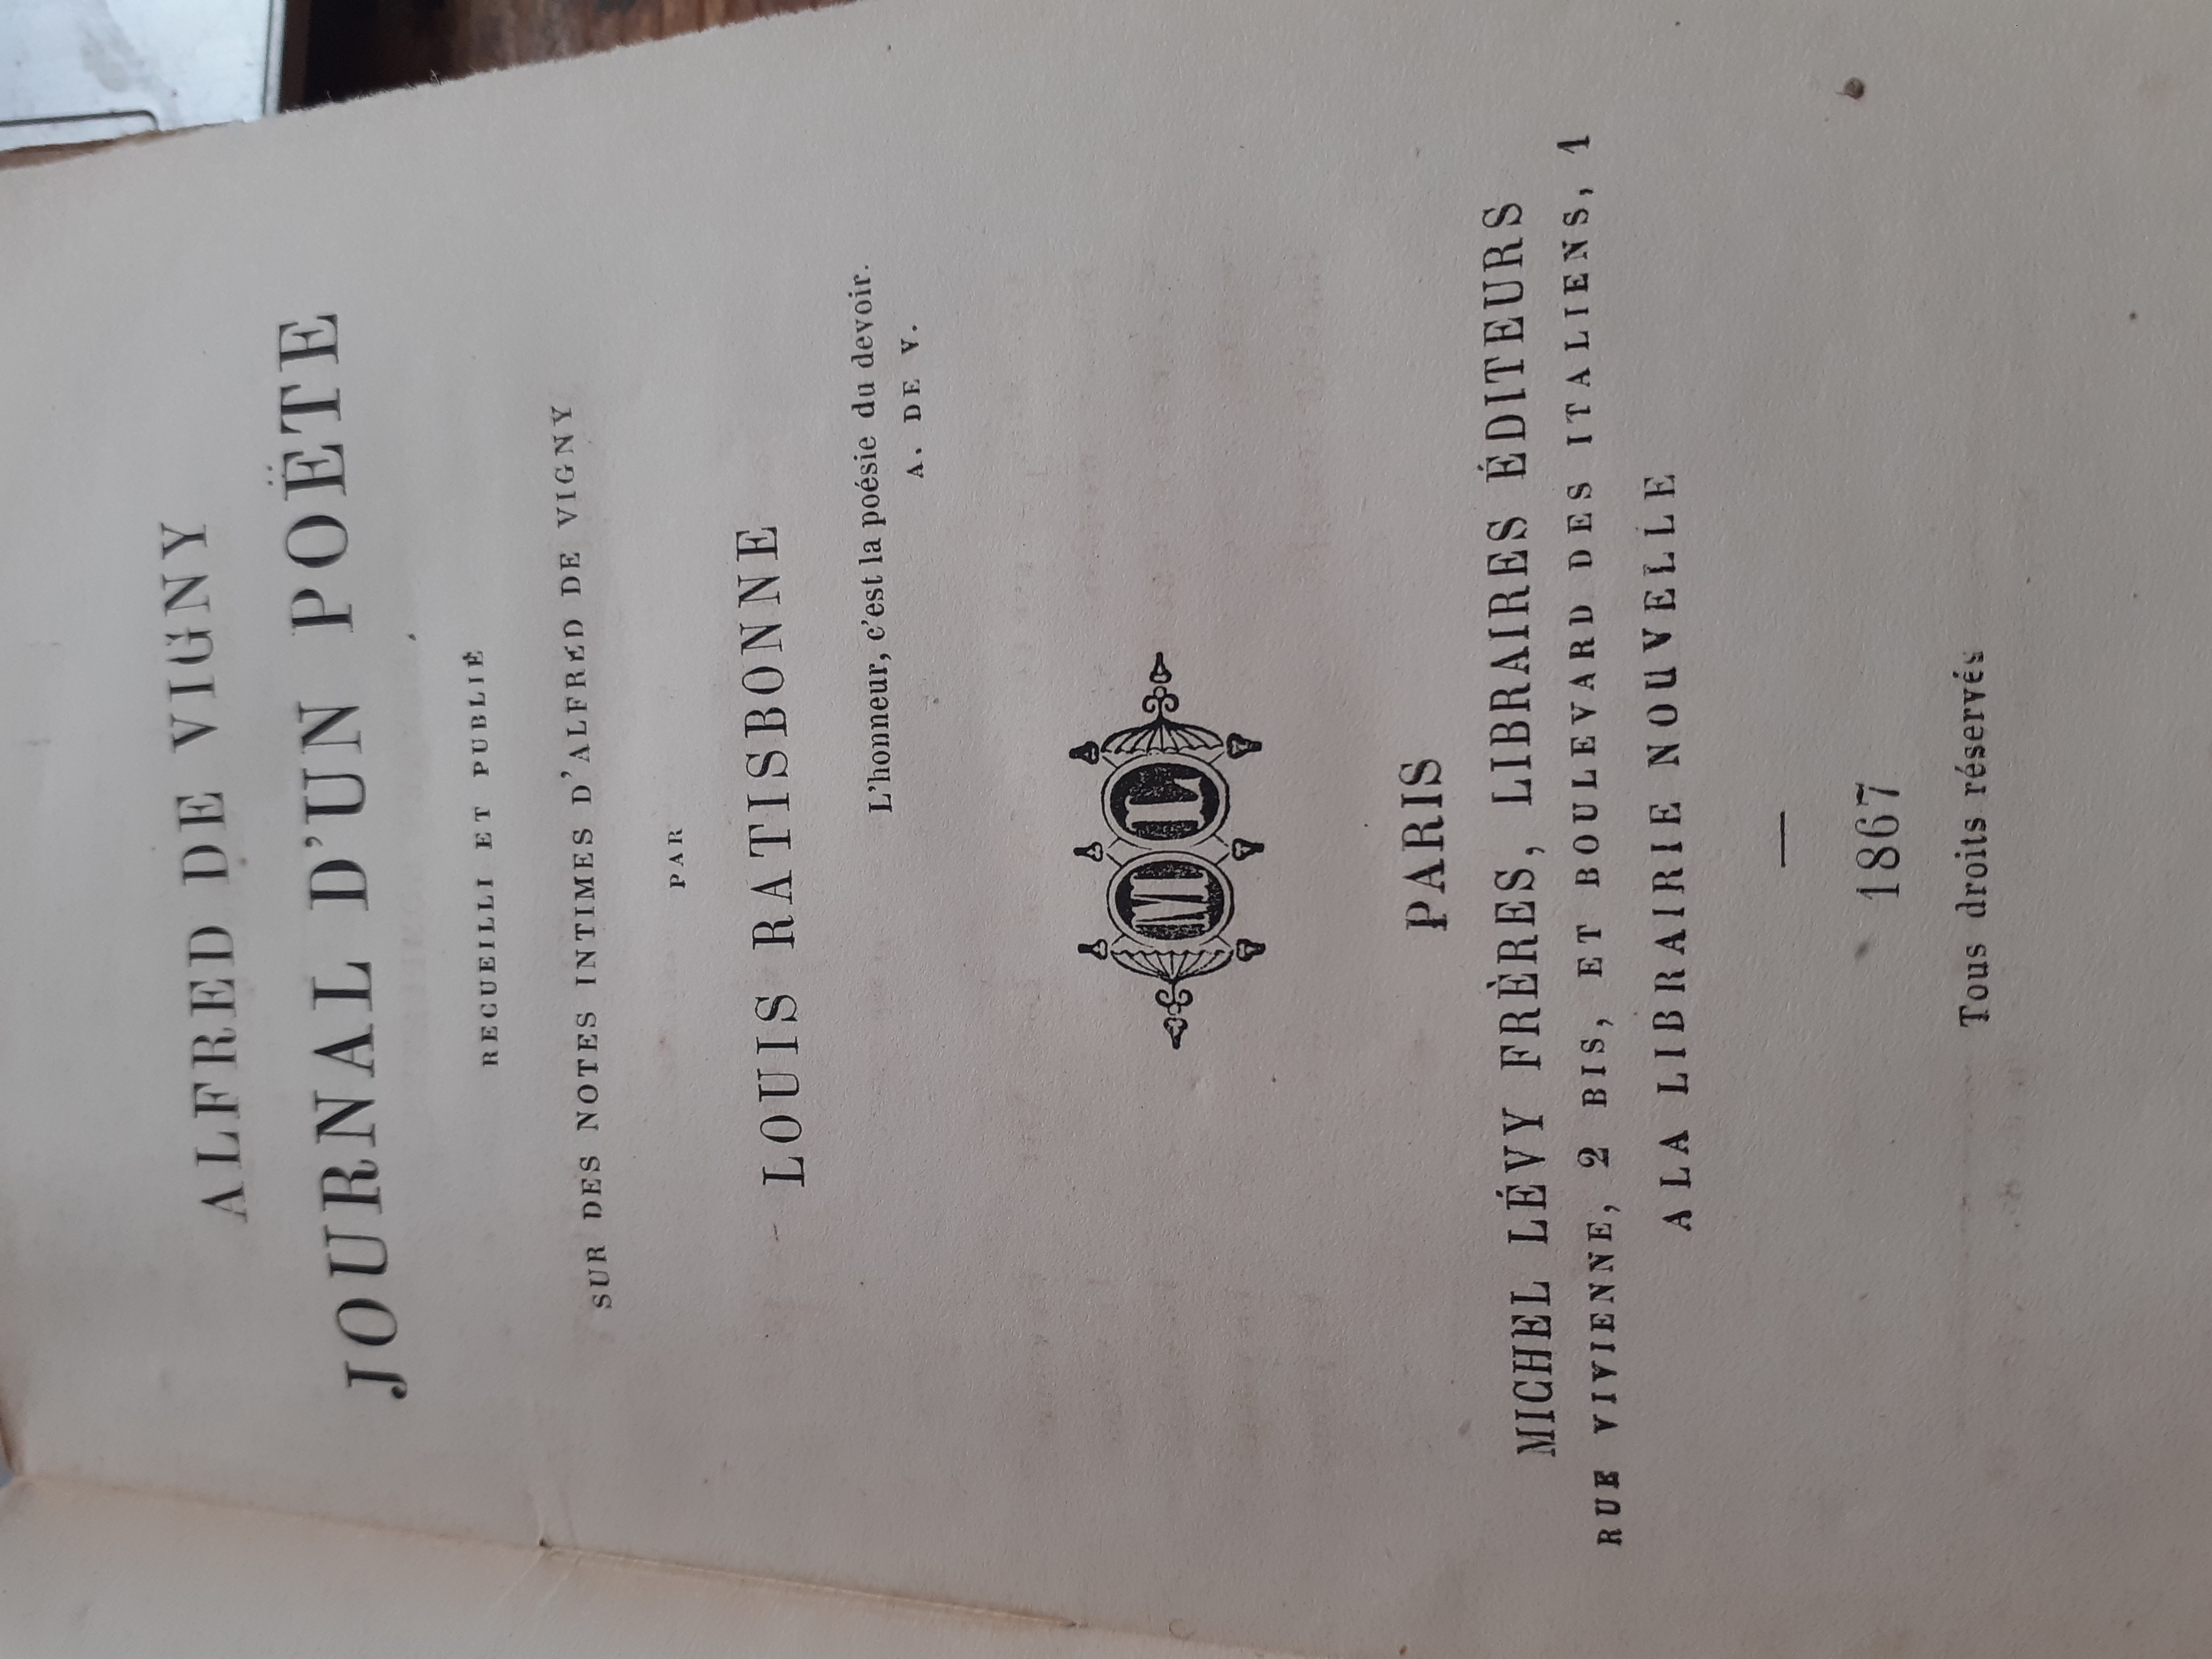 ALFRED DE VIGNY
JOURNAL D'UN POËTE
RECUEILLI ET PUBLIÉ
SUR DES NOTES INTIMES D'ALFRED DE VIGNY
PAR
LOUIS RATISBONNE
L'honneur, c'est la poésie du devoir.
A. DE V.
ML
PARIS
MICHEL LÉVY FRÈRES, LIBRAIRES ÉDITEURS
RUE VIVIENNE, 2 BIS, ET BOULEVARD DES ITALIENS, 1
A LA LIBRAIRIE NOUVELLE
1867
Tous droits réservés